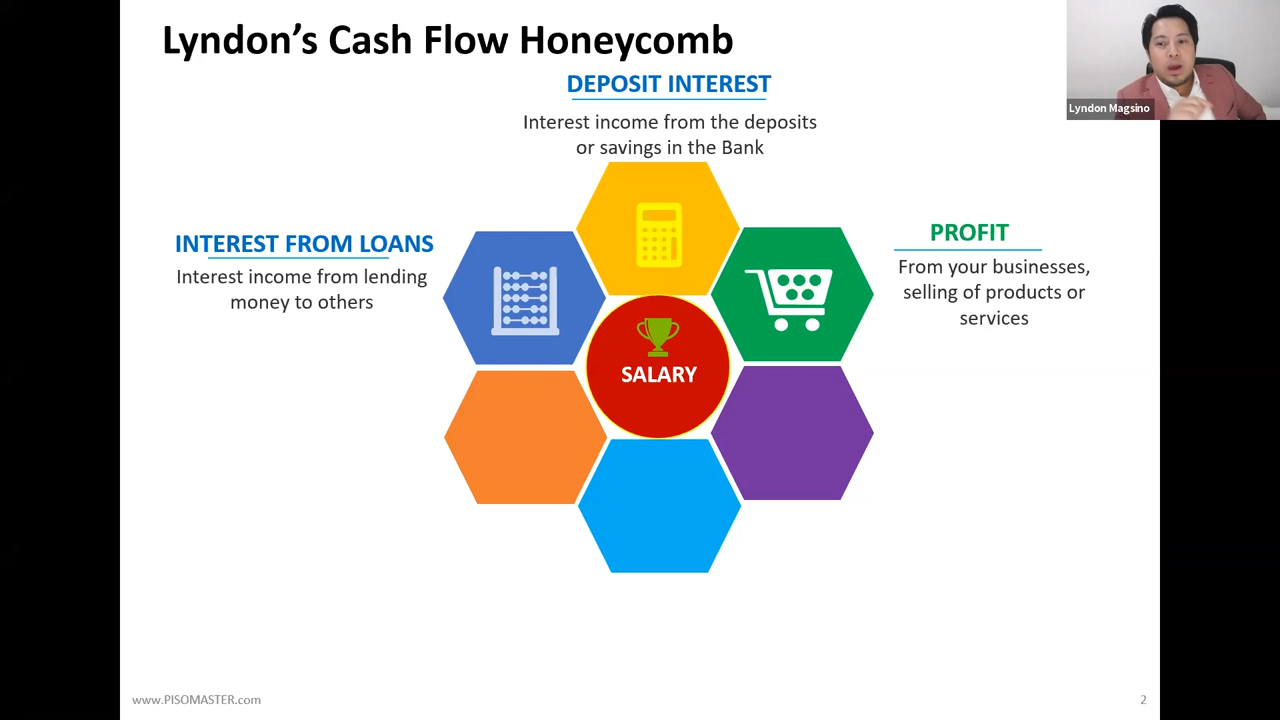 Lyndon's Cash Flow Honeycomb
Lyndon Magsino
DEPOSIT INTEREST
Interest income from the deposits
or savings in the Bank
INTEREST FROM LOANS
Interest income from lending
money to others
PROFIT
From your businesses,
selling of products or
services
SALARY
www.PISOMASTER.com
2